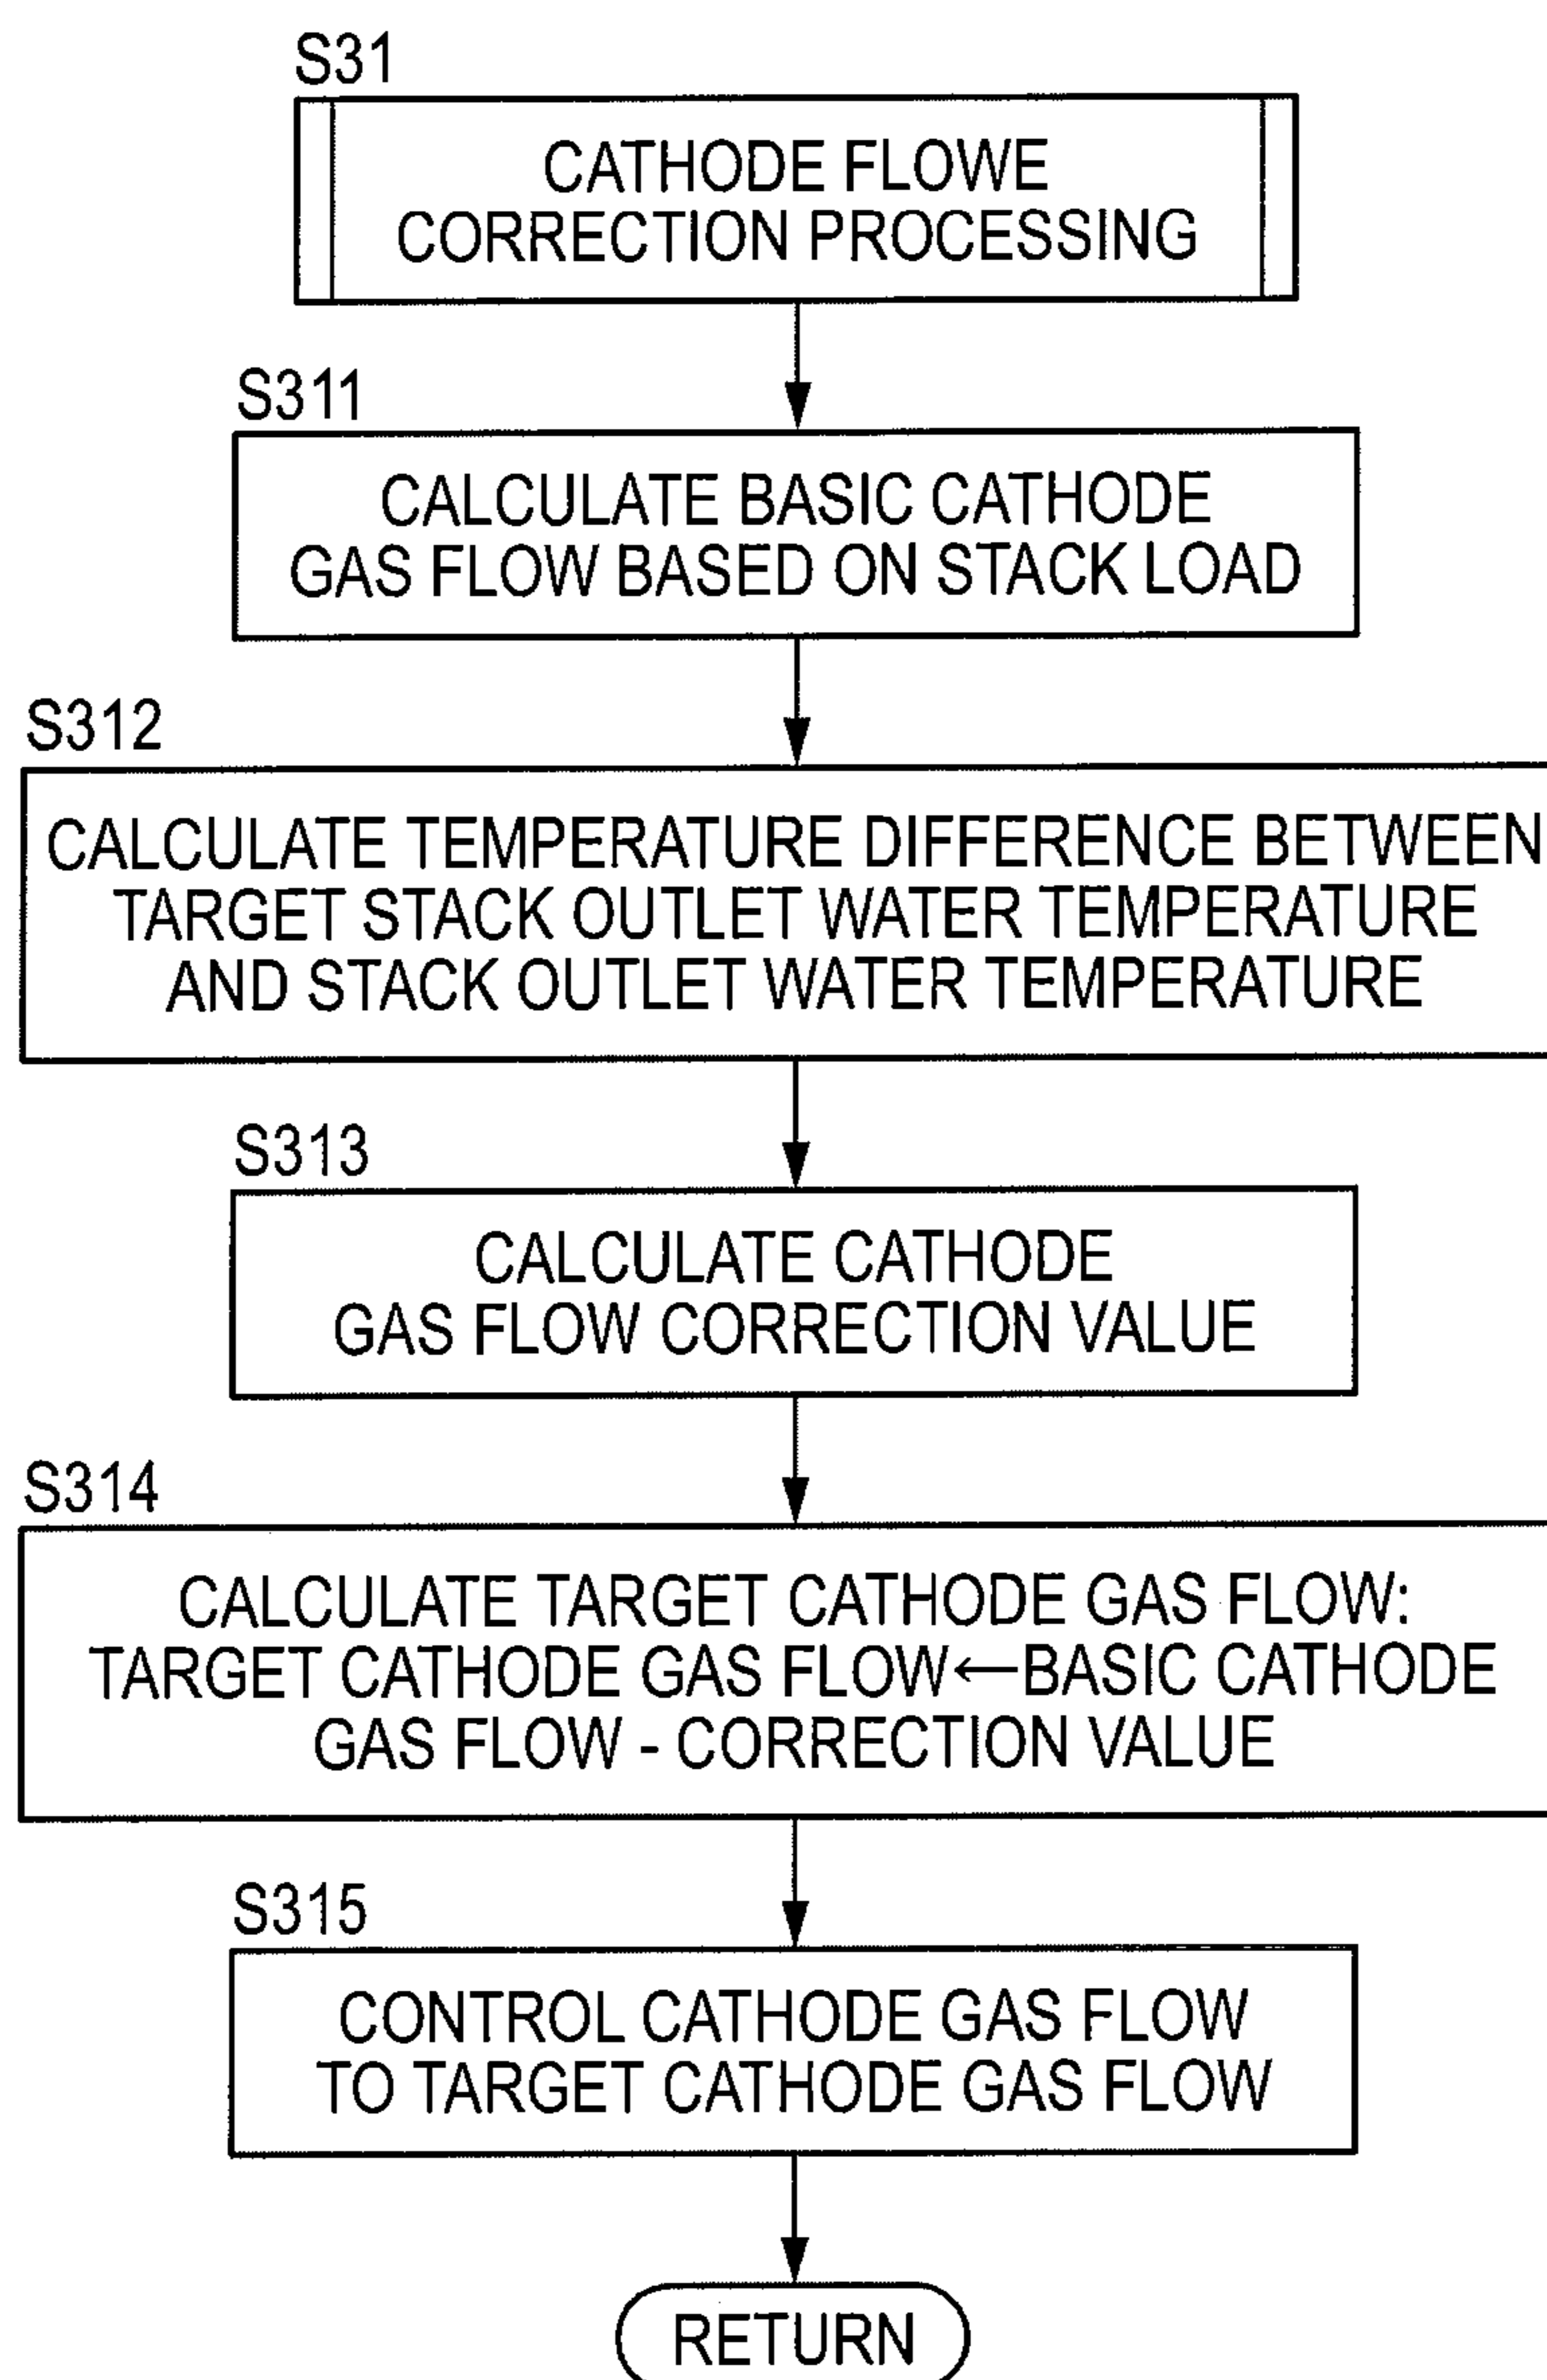 S31
CATHODE FLOWE
CORRECTION PROCESSING
S311
CALCULATE BASIC CATHODE
GAS FLOW BASED ON STACK LOAD
S312
CALCULATE TEMPERATURE DIFFERENCE BETWEEN
TARGET STACK OUTLET WATER TEMPERATURE
AND STACK OUTLET WATER TEMPERATURE
S313
CALCULATE CATHODE
GAS FLOW CORRECTION VALUE
S314
CALCULATE TARGET CATHODE GAS FLOW:
TARGET CATHODE GAS FLOW←BASIC CATHODE
GAS FLOW - CORRECTION VALUE
S315
CONTROL CATHODE GAS FLOW
TO TARGET CATHODE GAS FLOW
RETURN